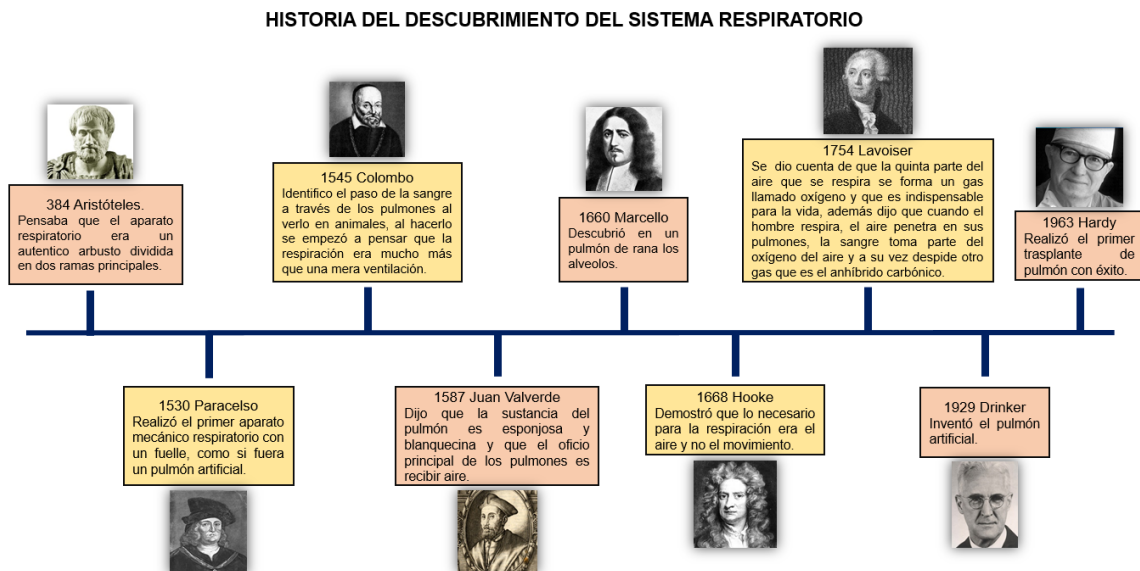 HISTORIA DEL DESCUBRIMIENTO DEL SISTEMA RESPIRATORIO
384 Aristóteles.
Pensaba que el aparato
respiratorio era un
autentico arbusto dividida
en dos ramas principales.
1530 Paracelso
Realizó el primer aparato
mecánico respiratorio con
un fuelle, como si fuera
un pulmón artificial.
1545 Colombo
Identifico el paso de la sangre
a través de los pulmones al
verlo en animales, al hacerlo
se empezó a pensar que la
respiración era mucho más
que una mera ventilación.
1587 Juan Valverde
Dijo que la sustancia del
pulmón es esponjosa y
blanquecina y que el oficio
principal de los pulmones es
recibir aire.
1660 Marcello
Descubrió en un
pulmón de rana los
alveolos.
1668 Hooke
Demostró que lo necesario
para la respiración era el
aire y no el movimiento.
1754 Lavoiser
Se dio cuenta de que la quinta parte del
aire que se respira se forma un gas
llamado oxígeno y que es indispensable
para la vida, además dijo que cuando el
hombre respira, el aire penetra en sus
pulmones, la sangre toma parte del
oxígeno del aire y a su vez despide otro
gas que es el anhíbrido carbónico.
1929 Drinker
Inventó el pulmón
artificial.
1963 Hardy
Realizó el primer
trasplante de
pulmón con éxito.